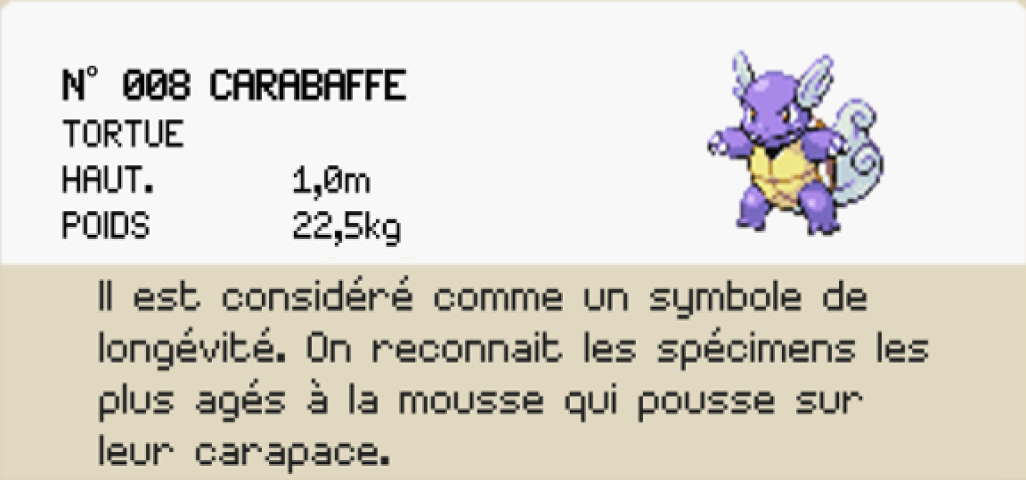 N° 008 CARABAFFE
TORTUE
HAUT. 1,0m
POIDS 22,5kg
Il est considéré comme un symbole de
longévité. On reconnait les spécimens les
plus agés à la mousse qui pousse sur
leur carapace.